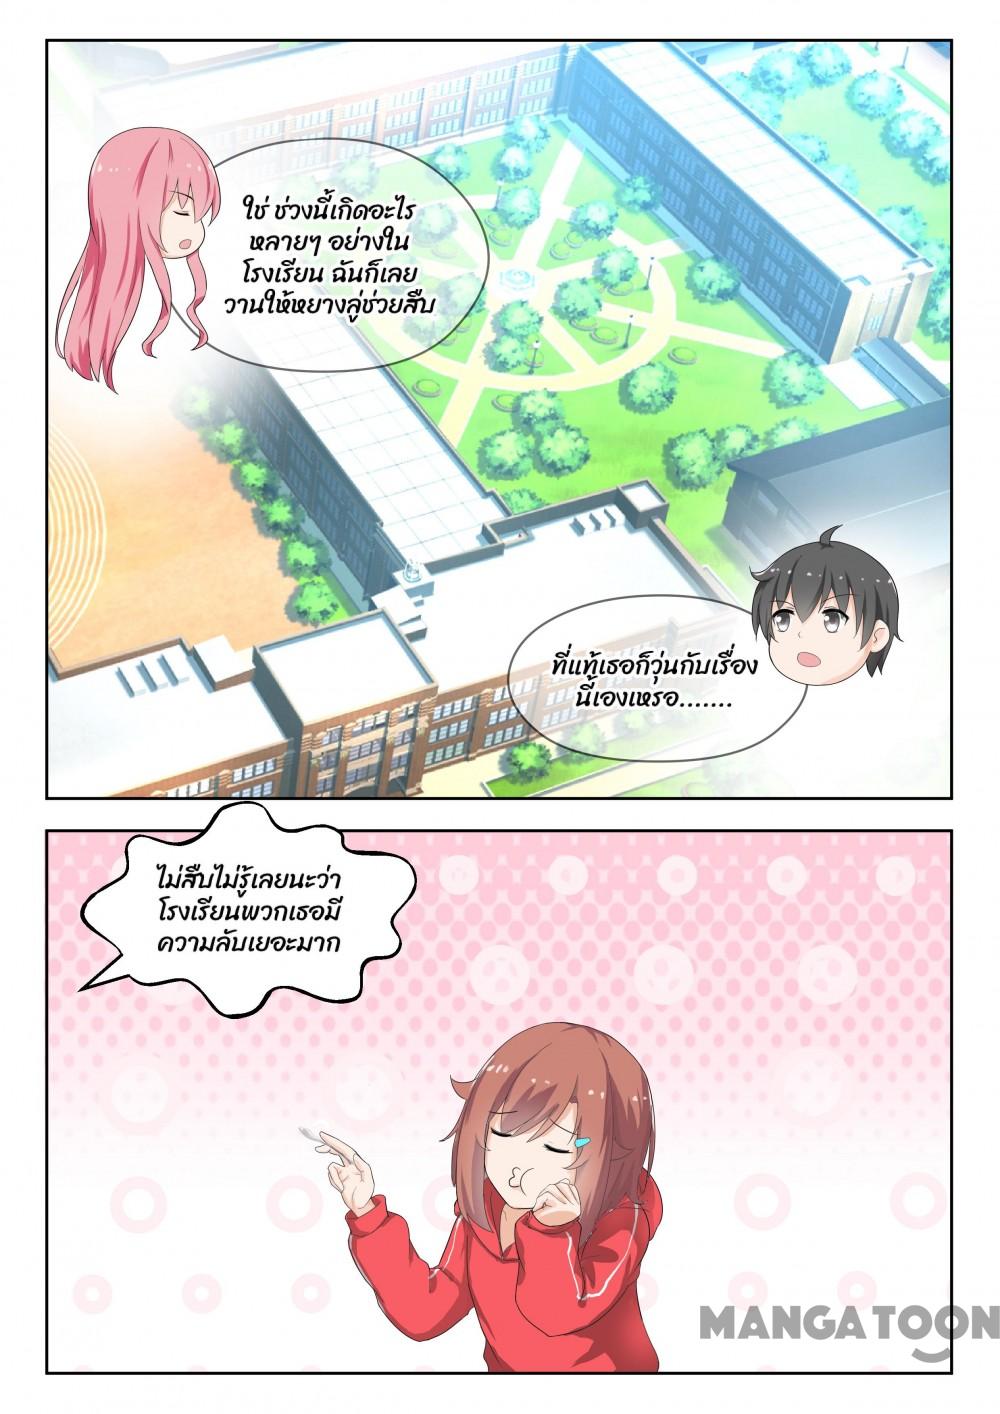 ใช่ ช่วงนี้เกิดอะไร
หลายๆ อย่างใน
โรงเรียน ฉันก็เลย
วานให้หยางลู่ช่วยสืบ
ที่แท้เธอก็วุ่นกับเรื่อง
นี้เองเหรอ.......
ไม่สืบไม่รู้เลยนะว่า
โรงเรียนพวกเธอมี
ความลับเยอะมาก
MANGATOON